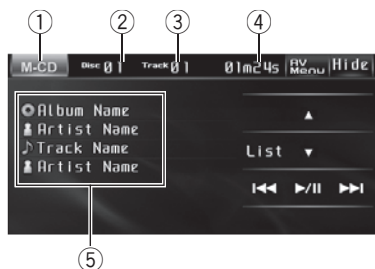 ① ② ③ ④
M-CD Disc 01 Track 01 01m24s AV Menu Hide
Album Name
Artist Name
Track Name
Artist Name
List
⑤